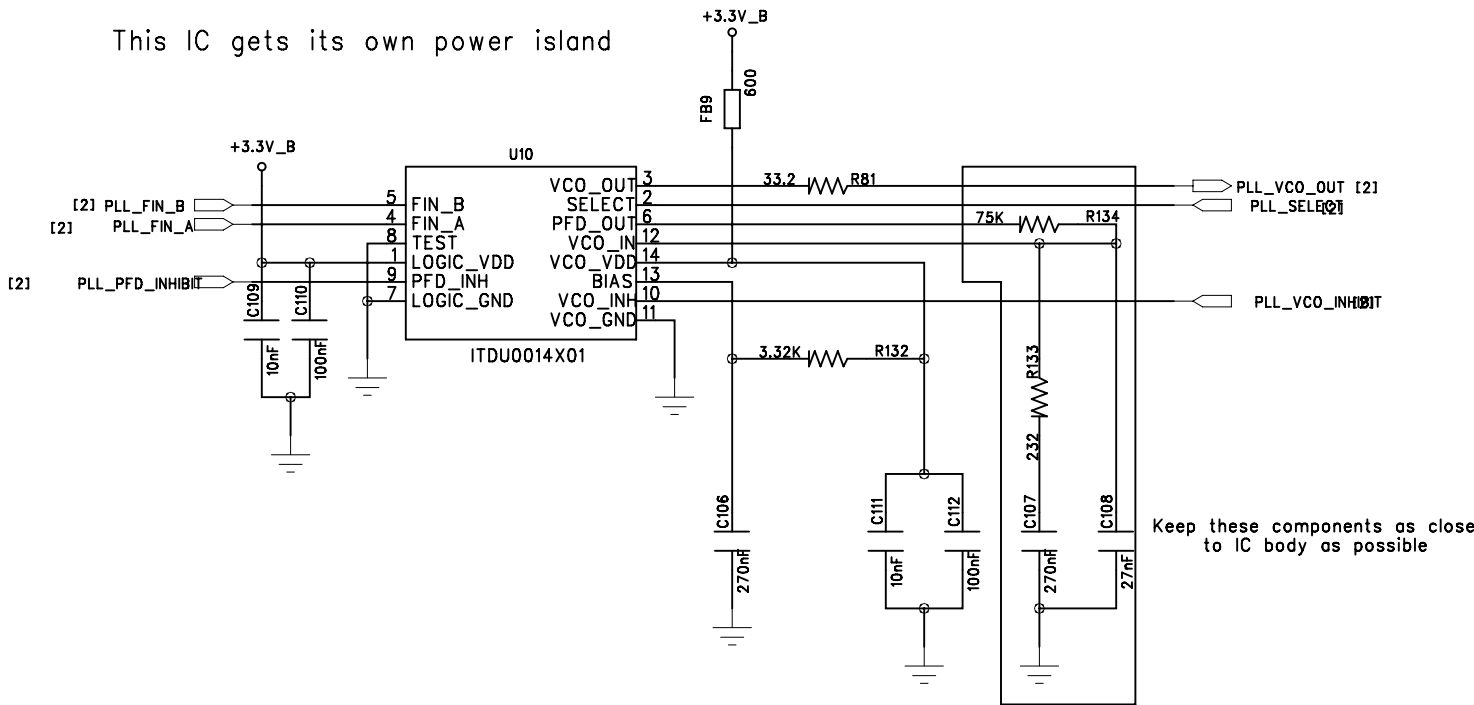 This IC gets its own power island
+3.3V_B
600
FB9
+3.3V_B
U10
VCO_OUT 3
33.2 R81
PLL_VCO_OUT [2]
[2] PLL_FIN_B
5 FIN_B
SELECT 2
PLL_SELECT [2]
[2] PLL_FIN_A
4 FIN_A
PFD_OUT 6
75K R134
8 TEST
VCO_IN 12
1 LOGIC_VDD
VCO_VDD 14
[2] PLL_PFD_INHIBIT
9 PFD_INH
BIAS 13
7 LOGIC_GND
VCO_INH 10
PLL_VCO_INHIBIT [2]
VCO_GND 11
C109
C110
10nF
100nF
ITDU0014X01
3.32K R132
R133
232
C106
270nF
C111
10nF
C112
100nF
C107
270nF
C108
27nF
Keep these components as close
to IC body as possible